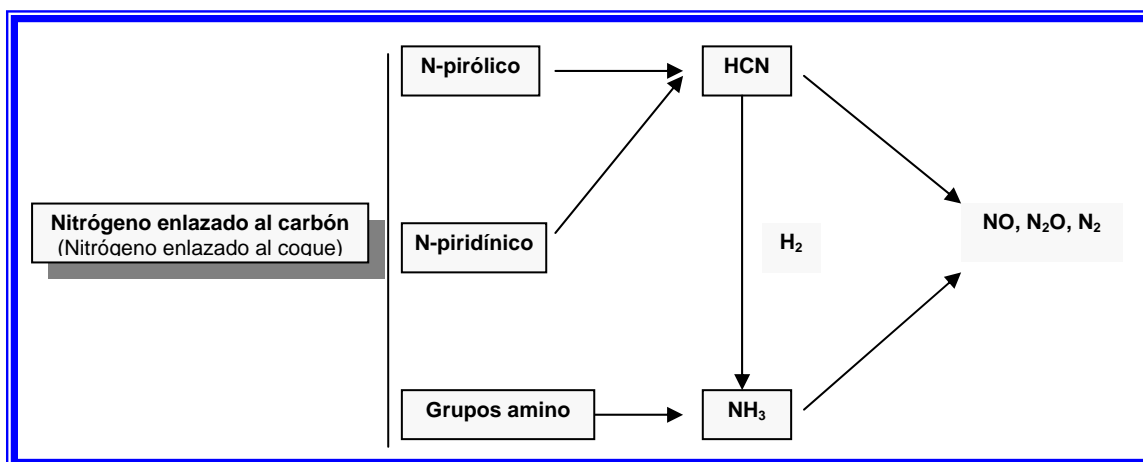 N-pirólico
HCN
Nitrógeno enlazado al carbón
(Nitrógeno enlazado al coque)
N-piridínico
H₂
NO, N₂O, N₂
Grupos amino
NH₃